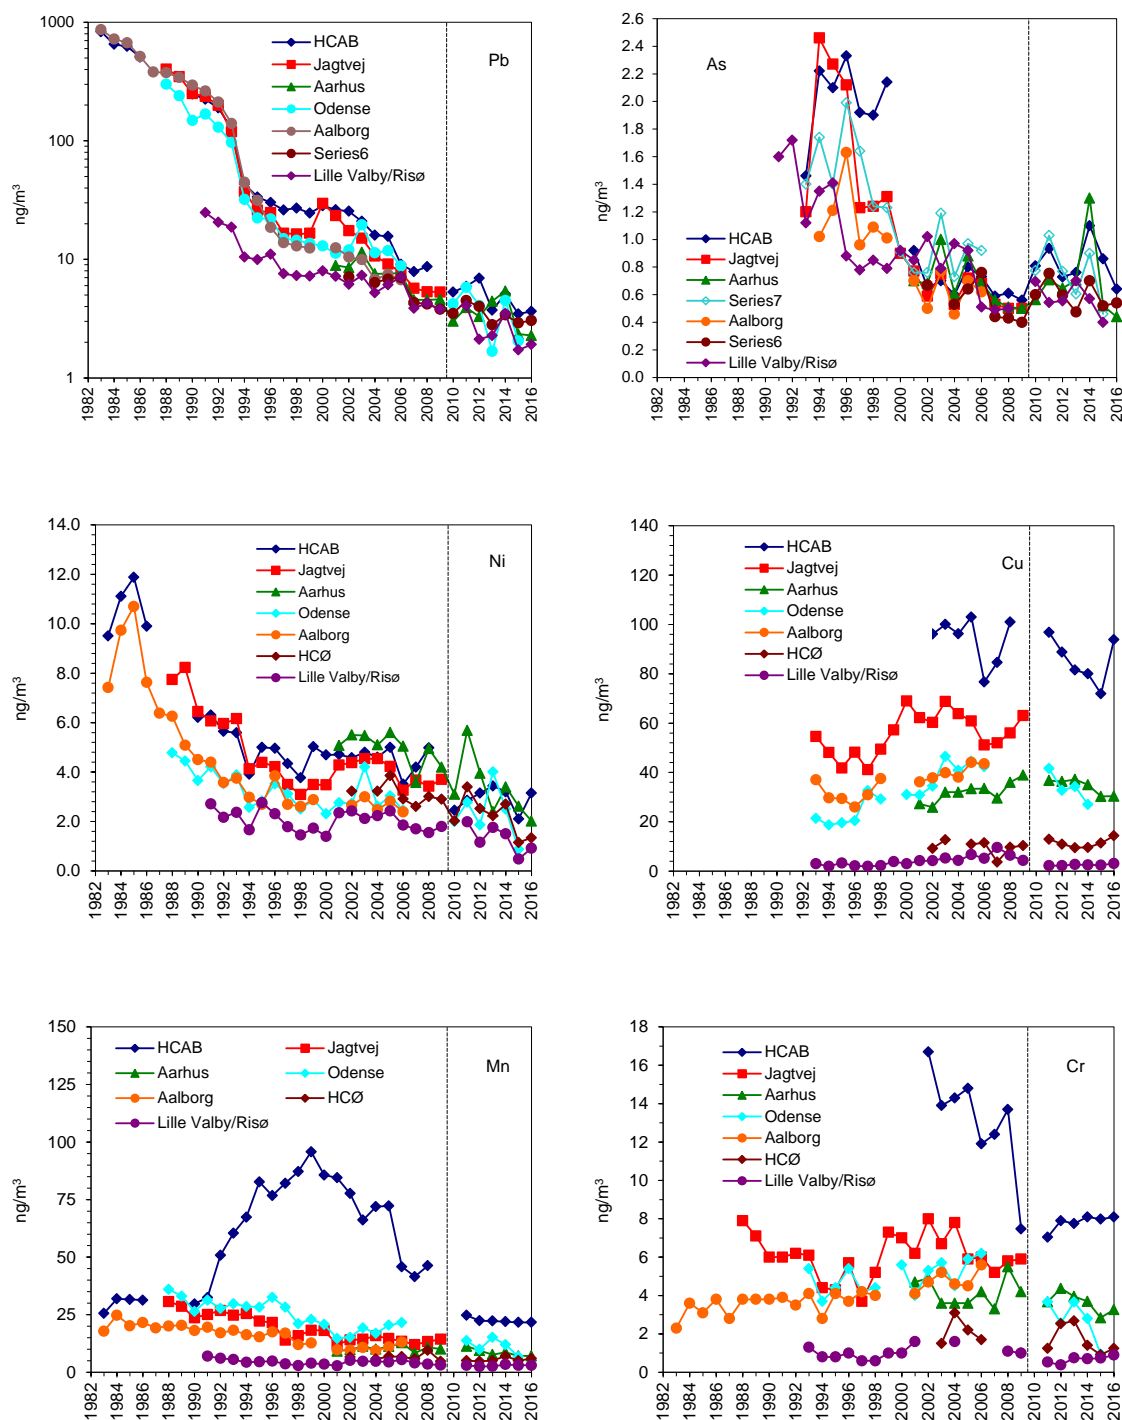 1000
100
10
1
ng/m³
HCAB
Jagtvej
Aarhus
Odense
Aalborg
Series6
Lille Valby/Risø
Pb
1982 1984 1986 1988 1990 1992 1994 1996 1998 2000 2002 2004 2006 2008 2010 2012 2014 2016
2.6
2.4
2.2
2.0
1.8
1.6
1.4
1.2
1.0
0.8
0.6
0.4
0.2
0.0
ng/m³
As
HCAB
Jagtvej
Aarhus
Series7
Aalborg
Series6
Lille Valby/Risø
1982 1984 1986 1988 1990 1992 1994 1996 1998 2000 2002 2004 2006 2008 2010 2012 2014 2016
14.0
12.0
10.0
8.0
6.0
4.0
2.0
0.0
ng/m³
HCAB
Jagtvej
Aarhus
Odense
Aalborg
HCØ
Lille Valby/Risø
Ni
1982 1984 1986 1988 1990 1992 1994 1996 1998 2000 2002 2004 2006 2008 2010 2012 2014 2016
140
120
100
80
60
40
20
0
ng/m³
HCAB
Jagtvej
Aarhus
Odense
Aalborg
HCØ
Lille Valby/Risø
Cu
1982 1984 1986 1988 1990 1992 1994 1996 1998 2000 2002 2004 2006 2008 2010 2012 2014 2016
150
125
100
75
50
25
0
ng/m³
HCAB Jagtvej
Aarhus Odense
Aalborg HCØ
Lille Valby/Risø
Mn
1982 1984 1986 1988 1990 1992 1994 1996 1998 2000 2002 2004 2006 2008 2010 2012 2014 2016
18
16
14
12
10
8
6
4
2
0
ng/m³
HCAB
Jagtvej
Aarhus
Odense
Aalborg
HCØ
Lille Valby/Risø
Cr
1982 1984 1986 1988 1990 1992 1994 1996 1998 2000 2002 2004 2006 2008 2010 2012 2014 2016